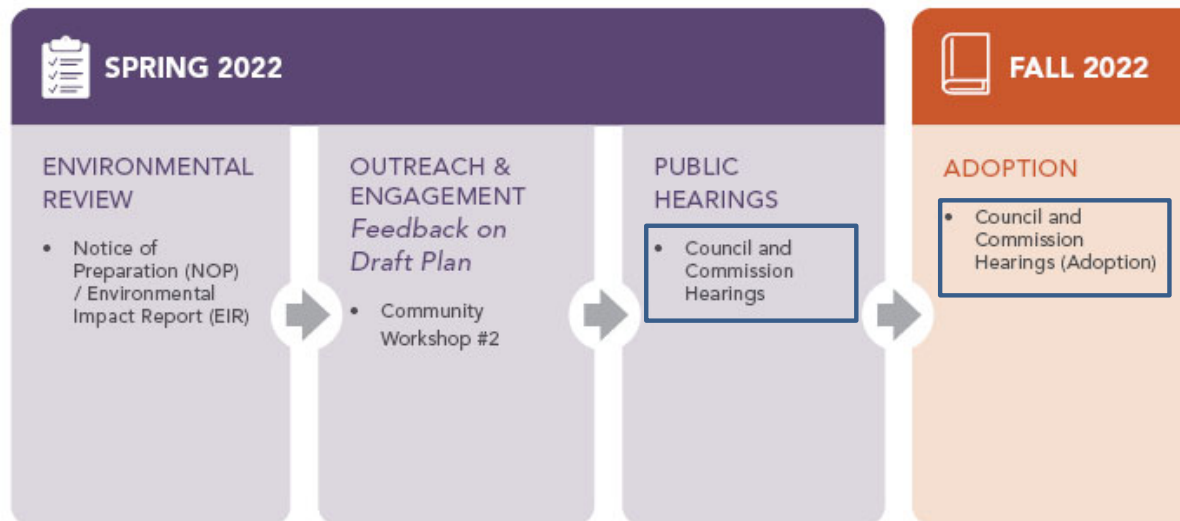 SPRING 2022
ENVIRONMENTAL
REVIEW
• Notice of
Preparation (NOP)
/ Environmental
Impact Report (EIR)
OUTREACH &
ENGAGEMENT
Feedback on
Draft Plan
• Community
Workshop #2
PUBLIC
HEARINGS
• Council and
Commission
Hearings
FALL 2022
ADOPTION
• Council and
Commission
Hearings (Adoption)